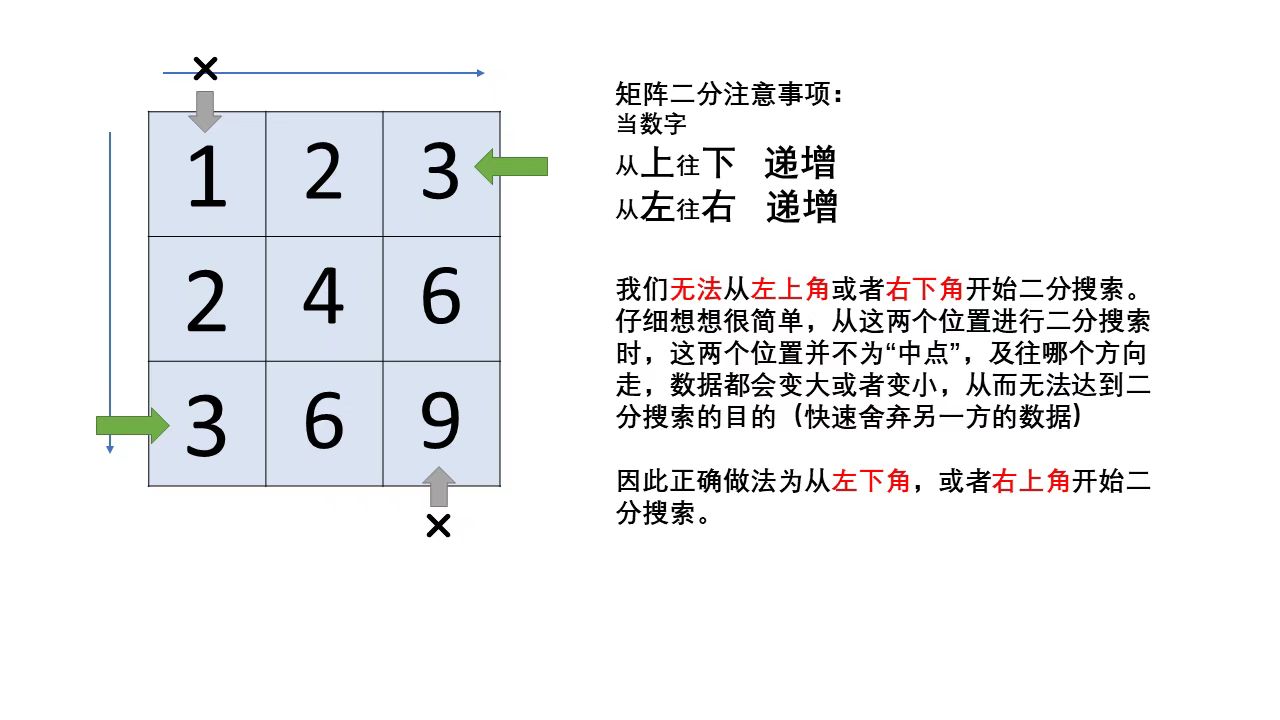 矩阵二分注意事项：
当数字
从上往下 递增
从左往右 递增
我们无法从左上角或者右下角开始二分搜索。
仔细想想很简单，从这两个位置进行二分搜索
时，这两个位置并不为“中点”，及往哪个方向
走，数据都会变大或者变小，从而无法达到二
分搜索的目的（快速舍弃另一方的数据）
因此正确做法为从左下角，或者右上角开始二
分搜索。
×
1 2 3
2 4 6
3 6 9
×